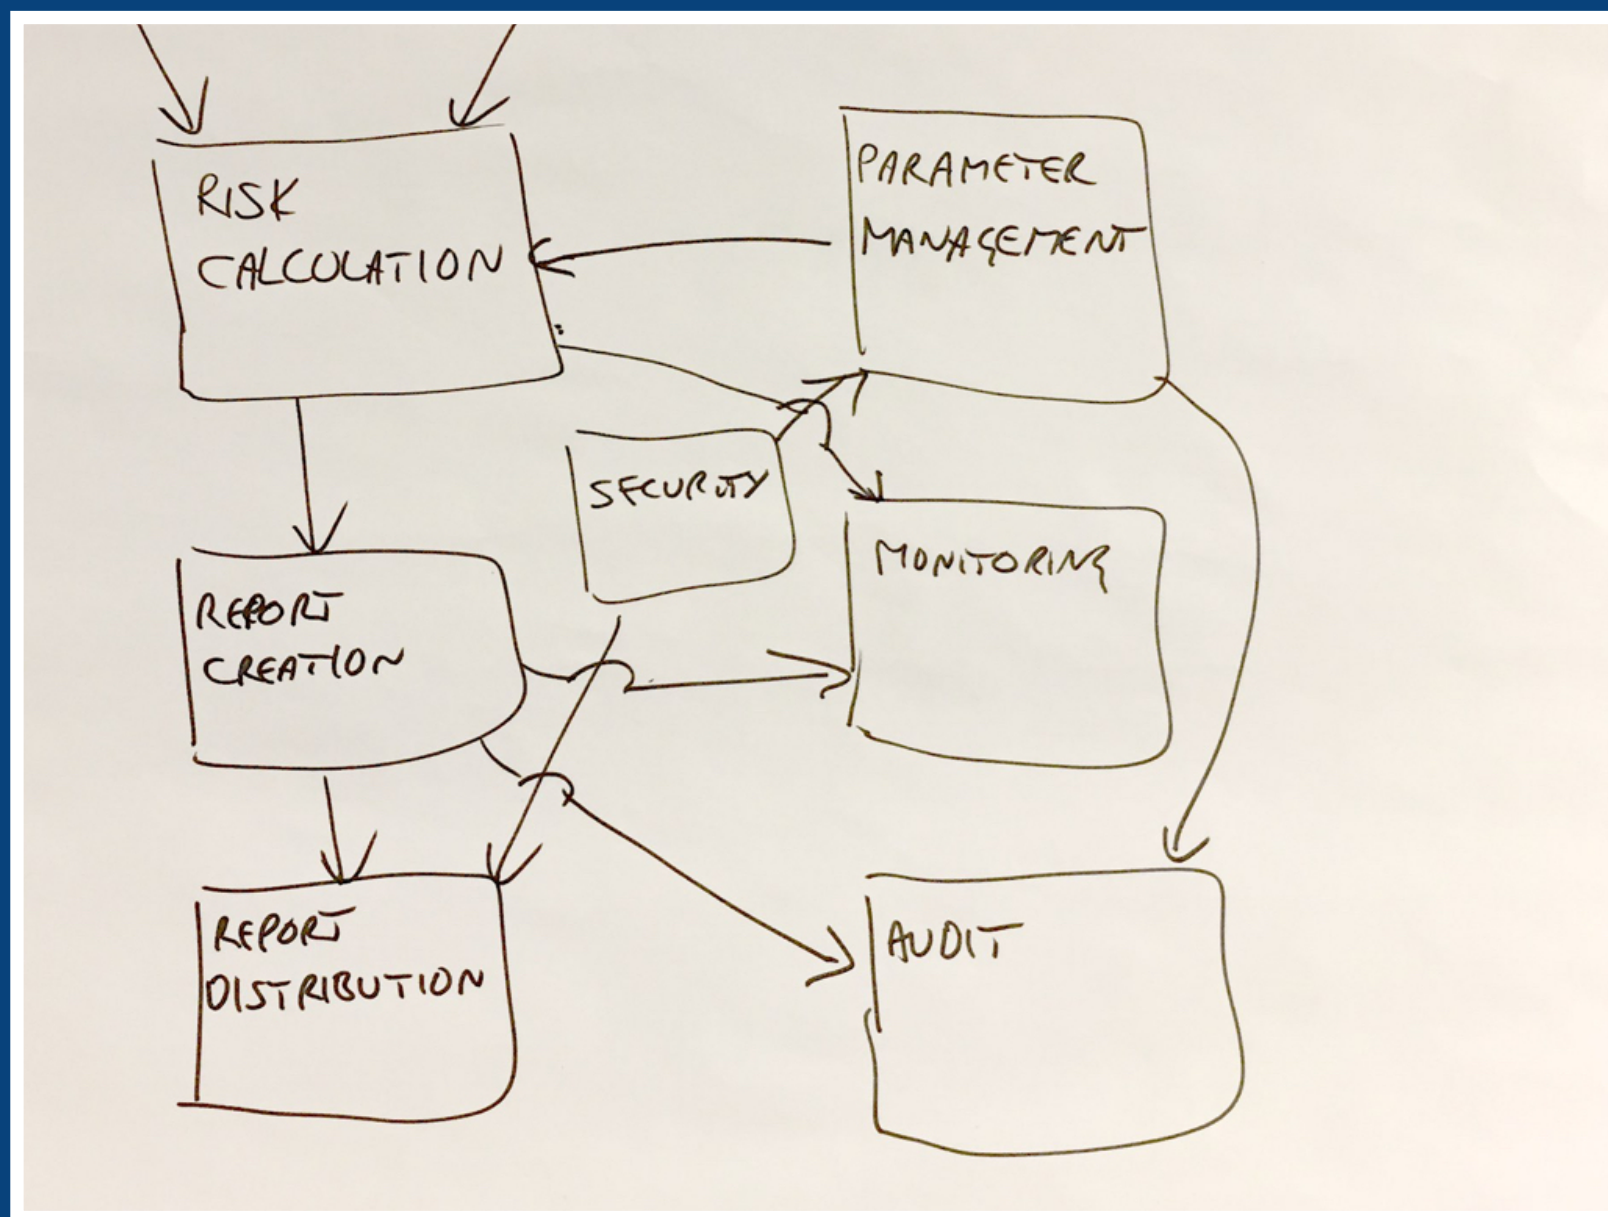 RISK
CALCULATION
PARAMETER
MANAGEMENT
SECURITY
MONITORING
REPORT
CREATION
REPORT
DISTRIBUTION
AUDIT